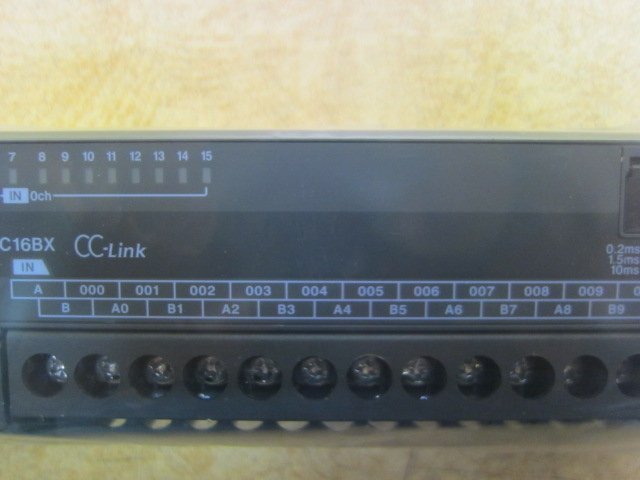 7 8 9 10 11 12 13 14 15
IN 0ch
C16BX CC-Link
0.2ms
1.5ms
10ms
IN
A 000 001 002 003 004 005 006 007 008 009 0
B A0 B1 A2 B3 A4 B5 A6 B7 A8 B9